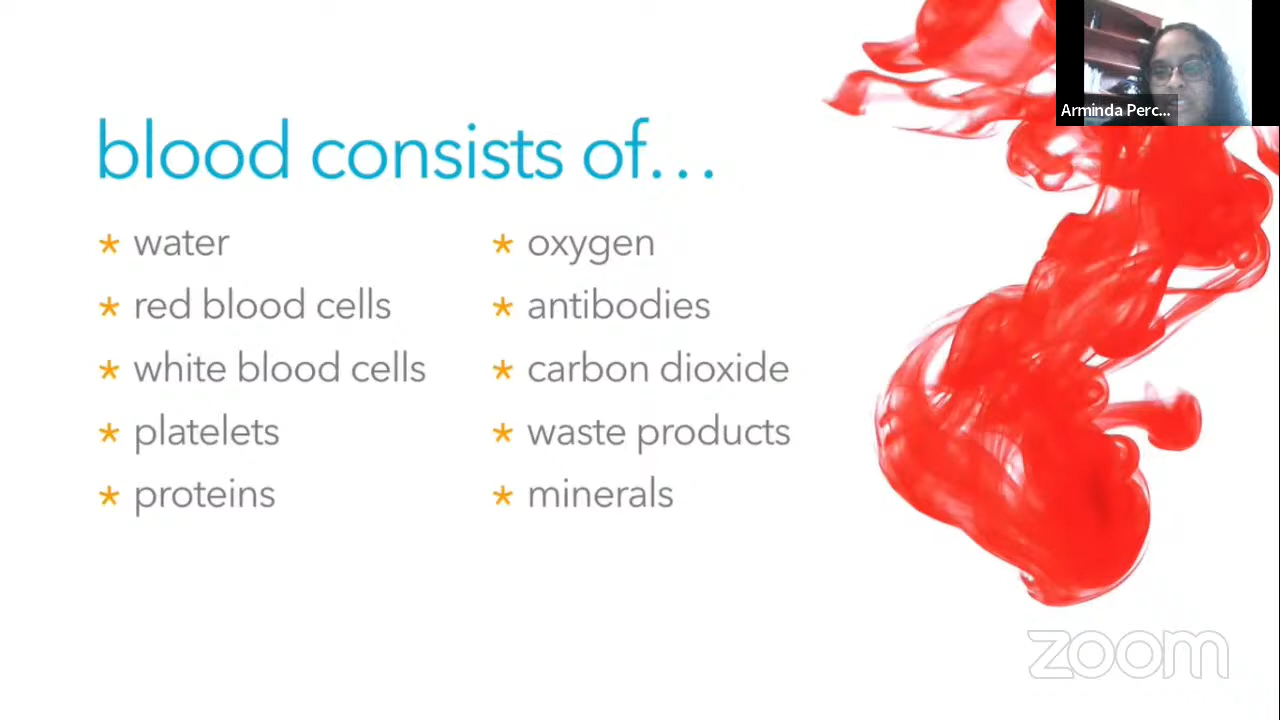 Arminda Perc...
blood consists of...
* water
* red blood cells
* white blood cells
* platelets
* proteins
* oxygen
* antibodies
* carbon dioxide
* waste products
* minerals
zoom